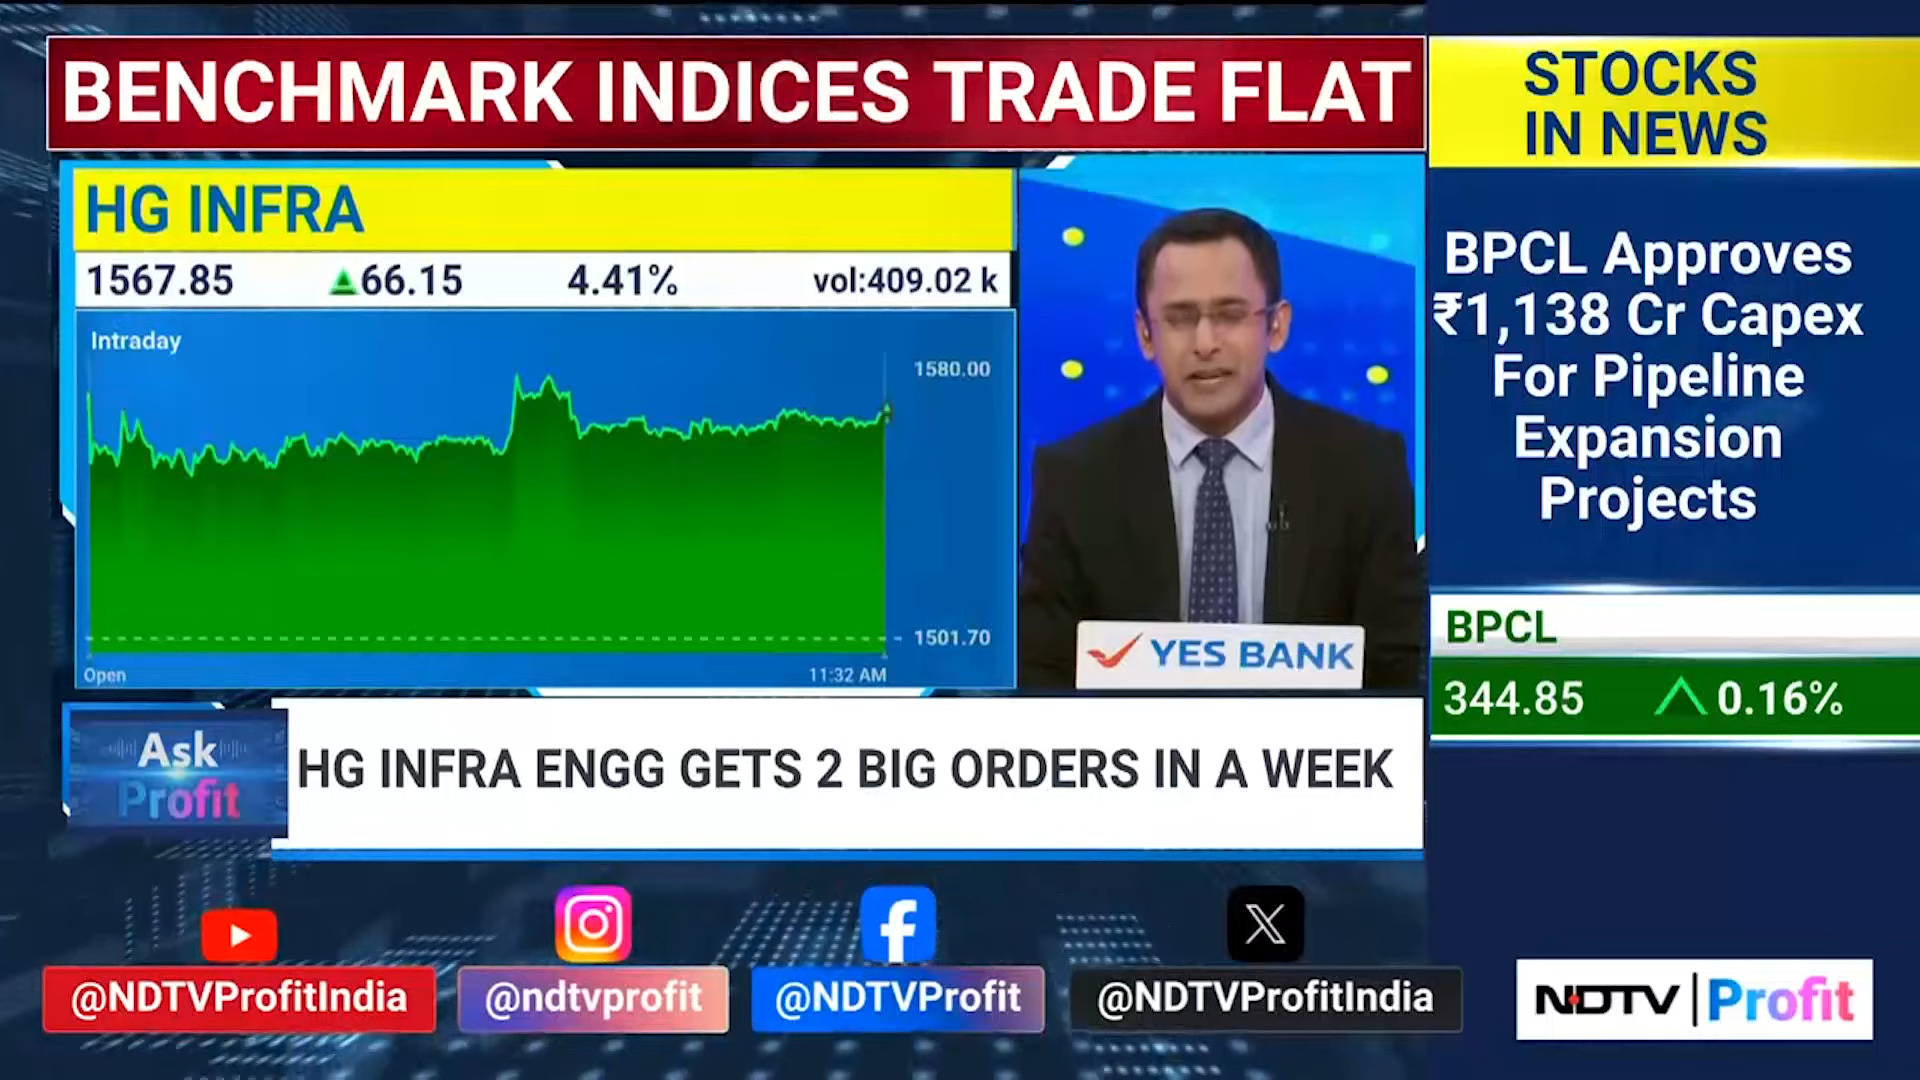 BENCHMARK INDICES TRADE FLAT
HG INFRA
1567.85 ▲66.15 4.41% vol:409.02 k
Intraday
1580.00
1501.70
Open 11:32 AM
YES BANK
Ask
Profit
HG INFRA ENGG GETS 2 BIG ORDERS IN A WEEK
STOCKS
IN NEWS
BPCL Approves
₹1,138 Cr Capex
For Pipeline
Expansion
Projects
BPCL
344.85 0.16%
@NDTVProfitIndia
@ndtvprofit
@NDTVProfitIndia
@NDTVProfitIndia
NDTV | Profit